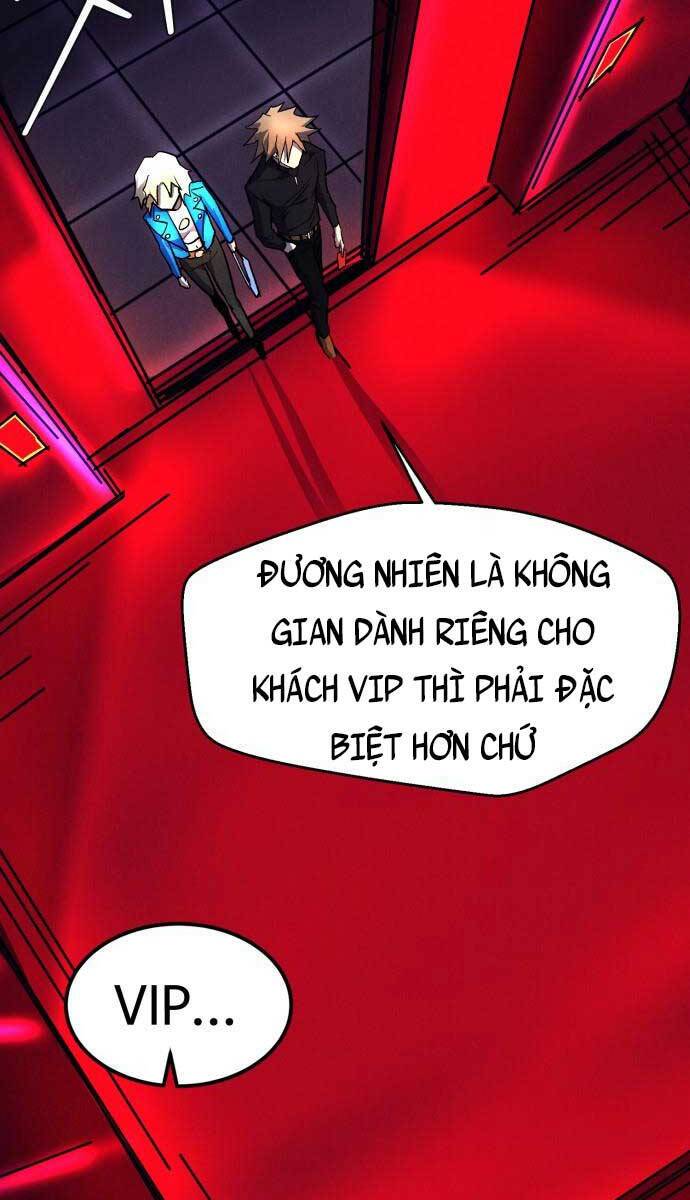 ĐƯƠNG NHIÊN LÀ KHÔNG
GIAN DÀNH RIÊNG CHO
KHÁCH VIP THÌ PHẢI ĐẶC
BIỆT HƠN CHỨ
VIP...